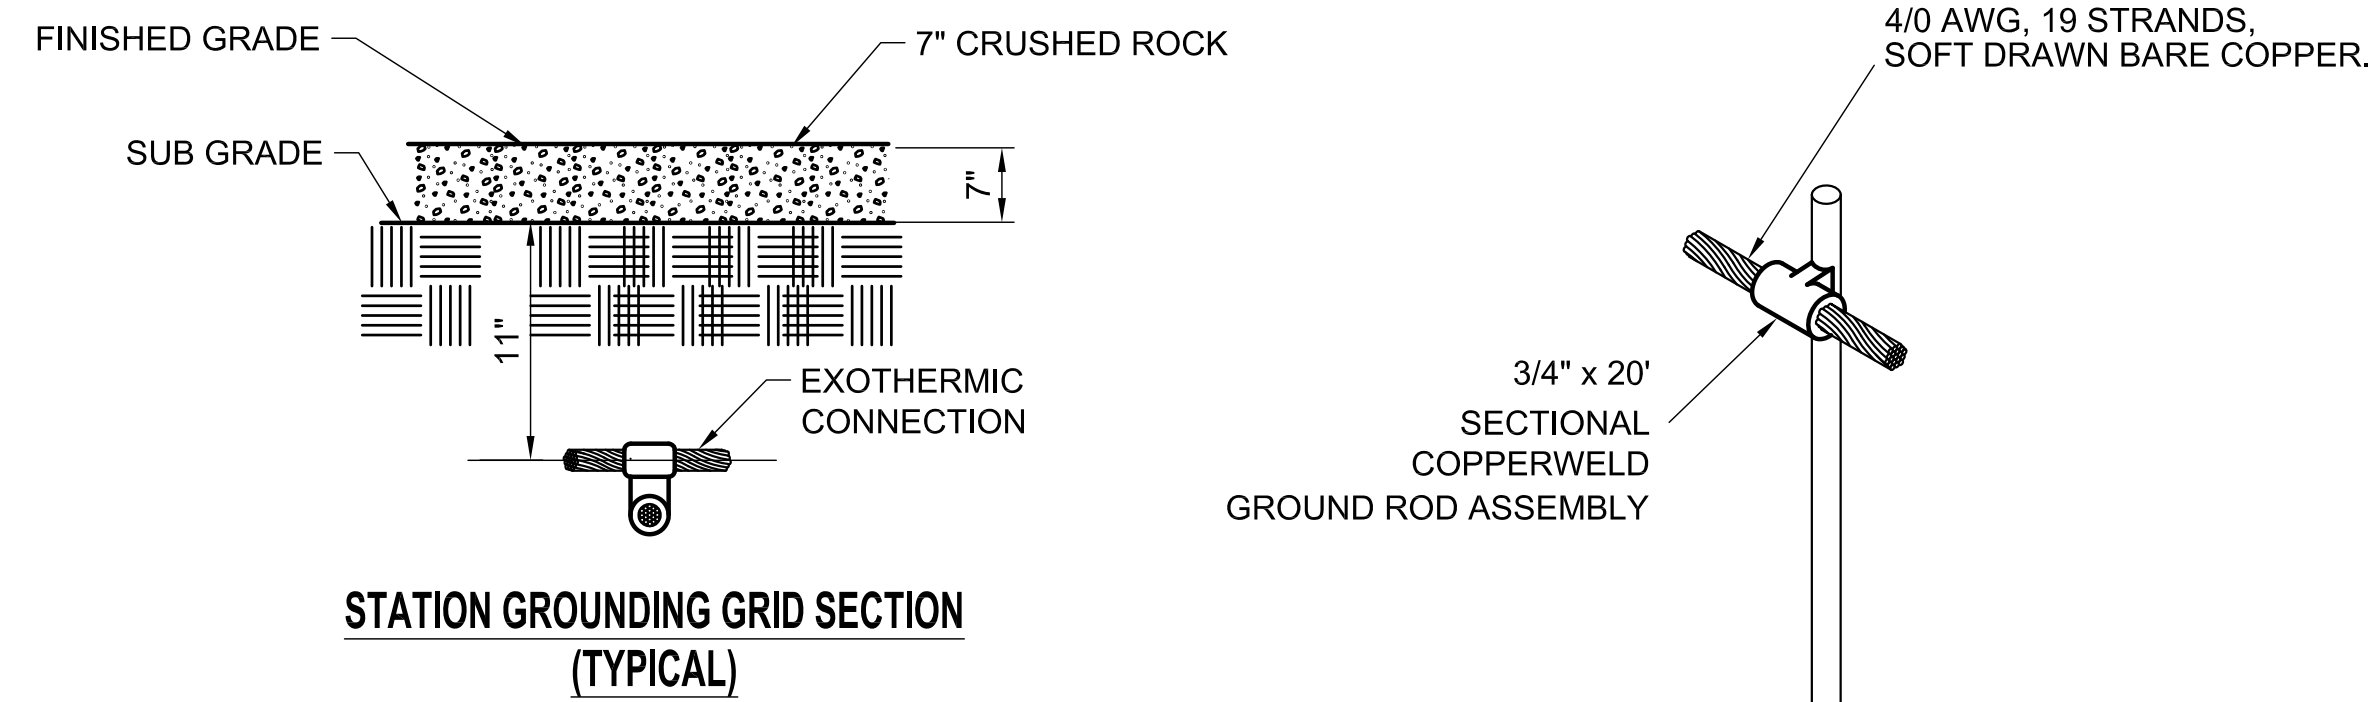 FINISHED GRADE
7" CRUSHED ROCK
SUB GRADE
7"
11"
EXOTHERMIC
CONNECTION
STATION GROUNDING GRID SECTION
(TYPICAL)
4/0 AWG, 19 STRANDS,
SOFT DRAWN BARE COPPER.
3/4" x 20'
SECTIONAL
COPPERWELD
GROUND ROD ASSEMBLY